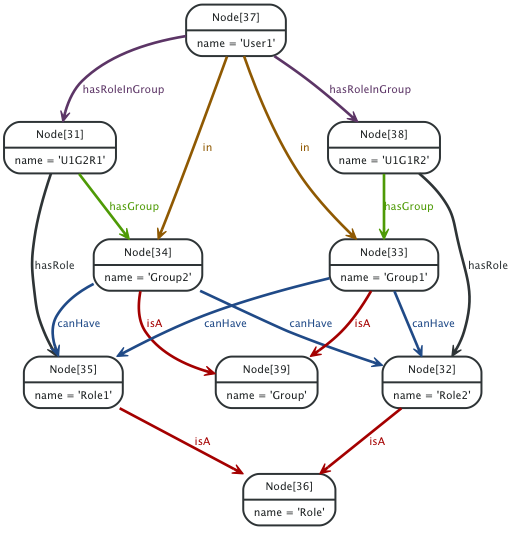 Node[37]
name = 'User1'
hasRoleInGroup
hasRoleInGroup
Node[31]
name = 'U1G2R1'
Node[38]
name = 'U1G1R2'
in
in
hasGroup
hasGroup
Node[34]
name = 'Group2'
Node[33]
name = 'Group1'
hasRole
hasRole
canHave
isA
canHave
canHave
isA
canHave
Node[35]
name = 'Role1'
Node[39]
name = 'Group'
Node[32]
name = 'Role2'
isA
isA
Node[36]
name = 'Role'